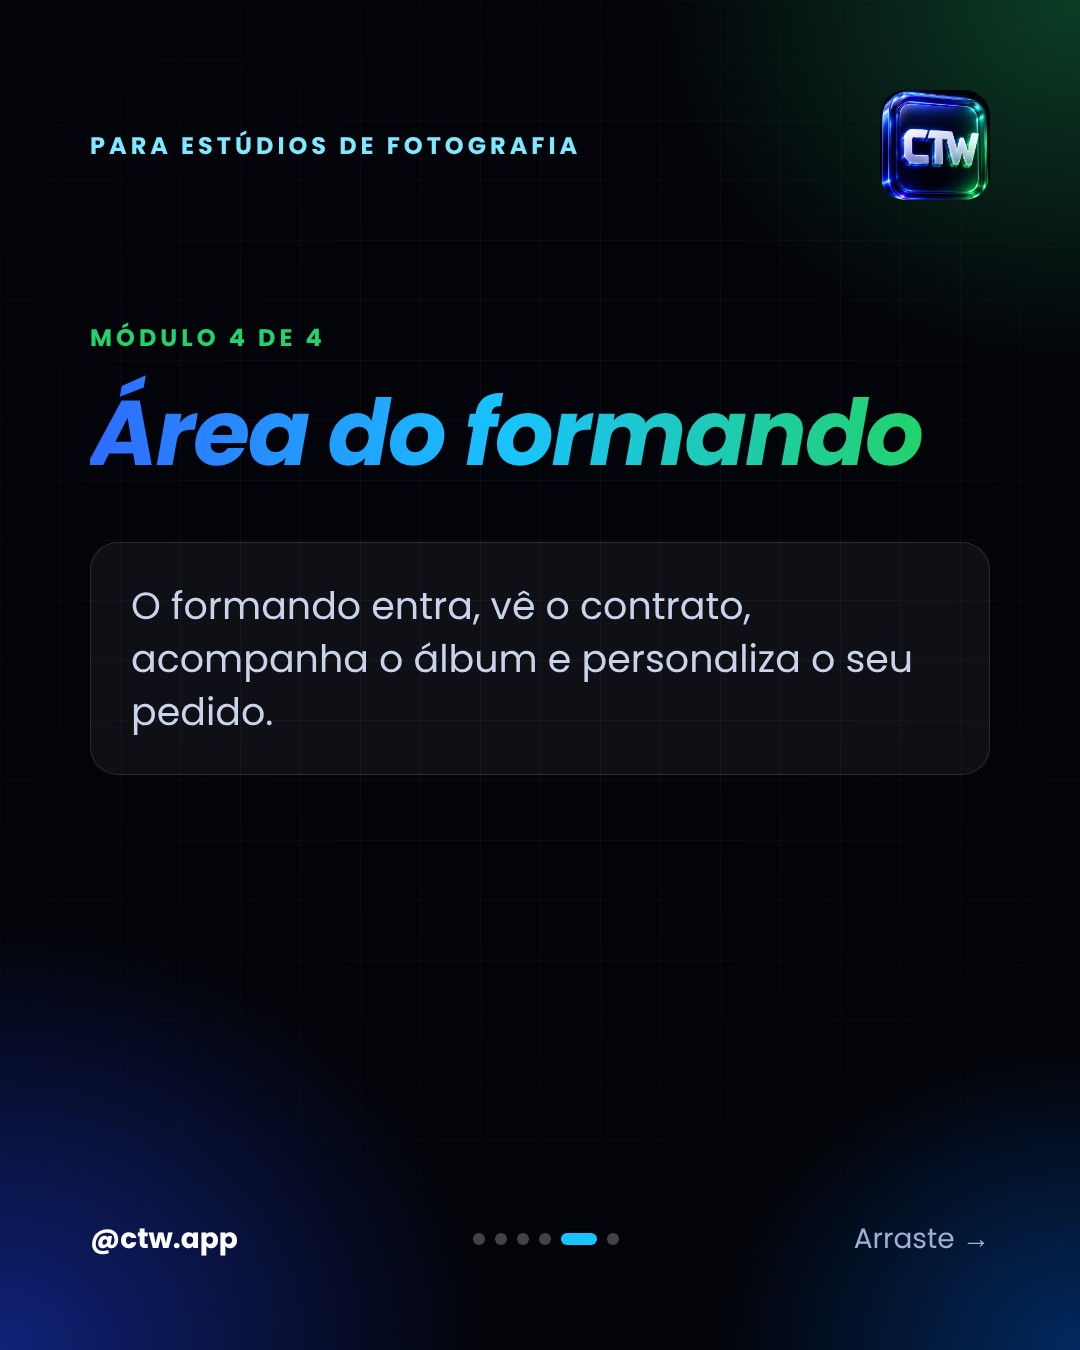 PARA ESTÚDIOS DE FOTOGRAFIA
CTW
MÓDULO 4 DE 4
Área do formando
O formando entra, vê o contrato,
acompanha o álbum e personaliza o seu
pedido.
@ctw.app
Arraste →